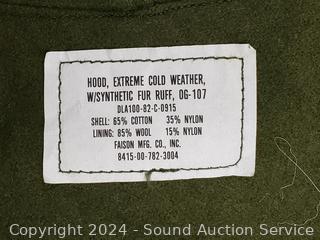 HOOD, EXTREME COLD WEATHER,
W/SYNTHETIC FUR RUFF, OG-107
DLA100-82-C-0915
SHELL: 65% COTTON 35% NYLON
LINING: 85% WOOL 15% NYLON
FAISON MFG. CO., INC.
8415-00-782-3004
Copyright © 2024 - Sound Auction Service